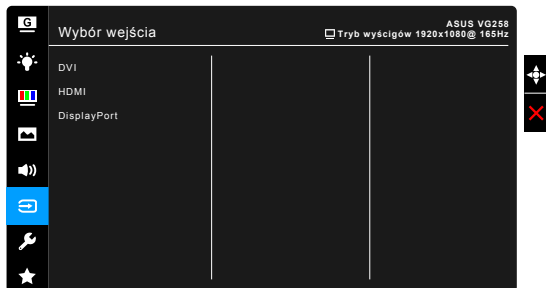 G
Wybór wejścia
ASUS VG258
Tryb wyścigów 1920x1080@ 165Hz
DVI
HDMI
DisplayPort